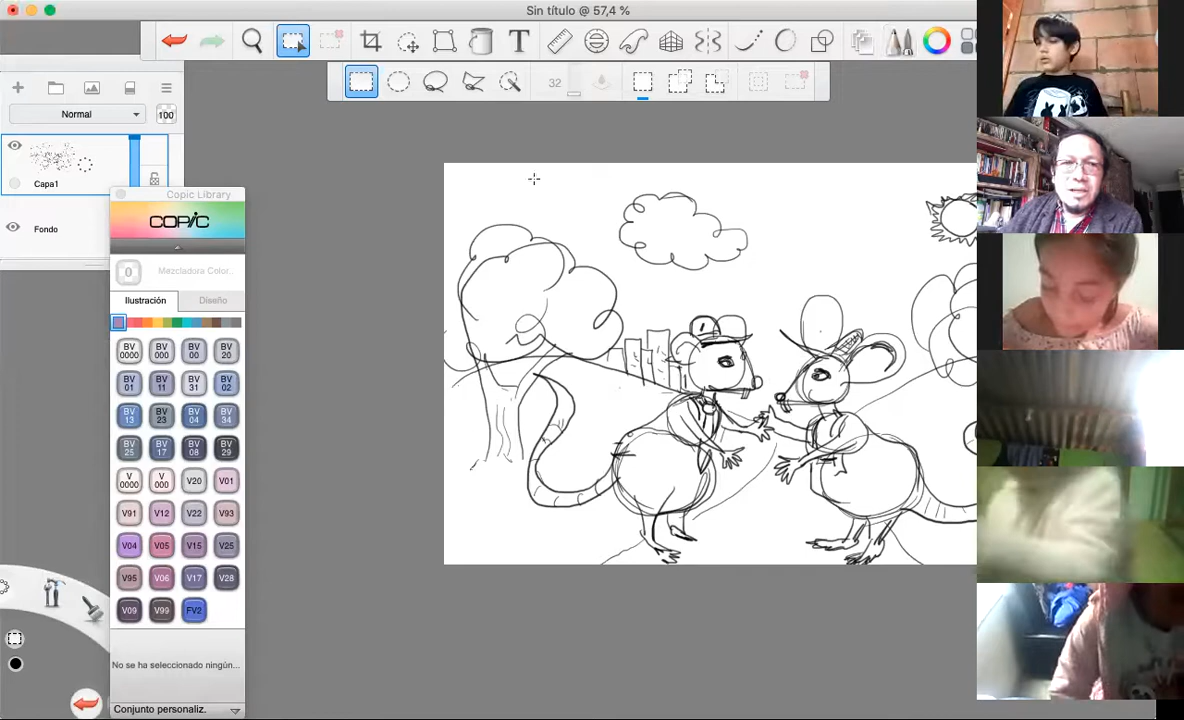 Sin título @ 57,4 %
T
32
Normal
100
Capa1
Fondo
Copic Library
COPIC
0 Mezcladora Color..
Ilustración Diseño
BV 0000 BV 000 BV 00 BV 20
BV 01 BV 11 BV 31 BV 02
BV 13 BV 23 BV 04 BV 34
BV 25 BV 17 BV 08 BV 29
V 0000 V 000 V20 V01
V91 V12 V22 V93
V04 V05 V15 V25
V95 V06 V17 V28
V09 V99 FV2
No se ha seleccionado ningún...
Conjunto personaliz.